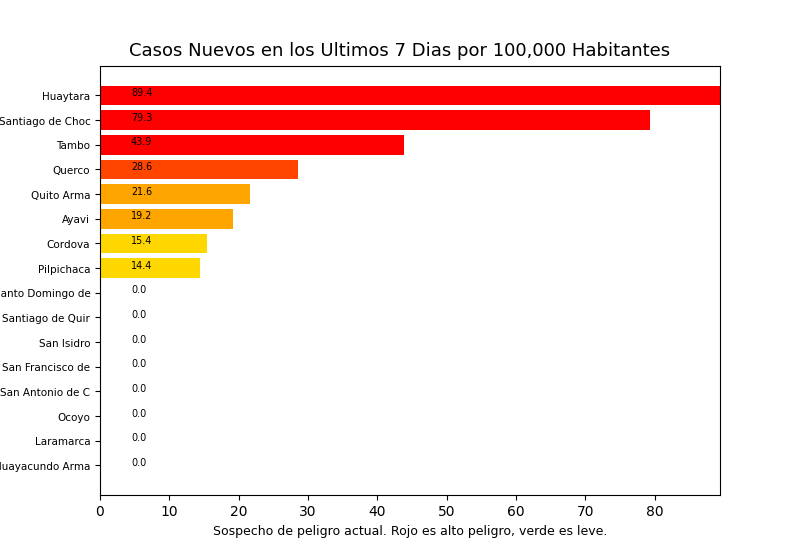 Casos Nuevos en los Ultimos 7 Dias por 100,000 Habitantes
Huaytara 89.4
Santiago de Choc 79.3
Tambo 43.9
Querco 28.6
Quito Arma 21.6
Ayavi 19.2
Cordova 15.4
Pilpichaca 14.4
anto Domingo de 0.0
Santiago de Quir 0.0
San Isidro 0.0
San Francisco de 0.0
San Antonio de C 0.0
Ocoyo 0.0
Laramarca 0.0
uayacundo Arma 0.0
0 10 20 30 40 50 60 70 80
Sospecho de peligro actual. Rojo es alto peligro, verde es leve.